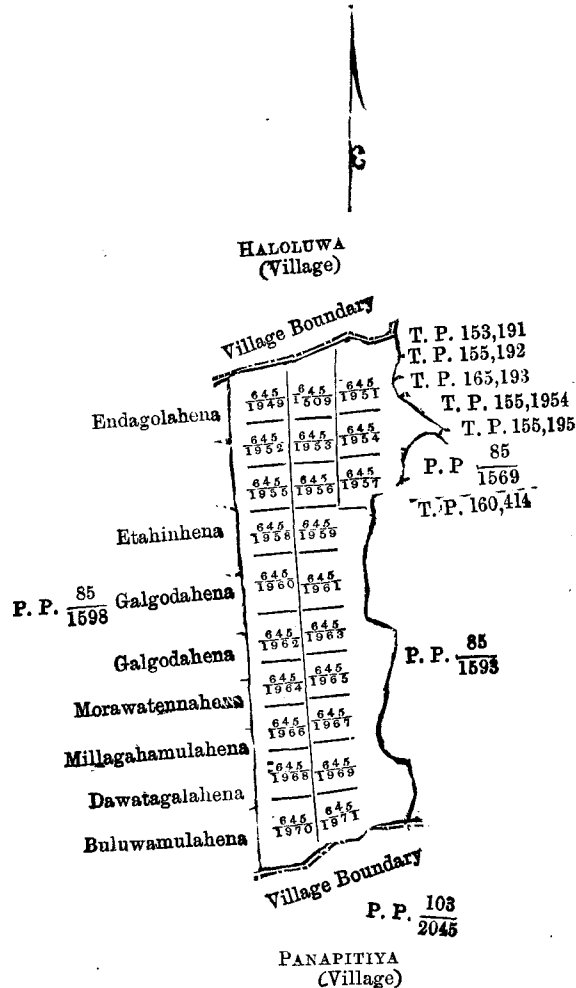 HALOLUWA
(Village)
Village Boundary
T. P. 153,191
T. P. 155,192
T. P. 165,193
T. P. 155,1954
T. P. 155,195
P. P 85/1569
T. P. 160,414
Endagolahena
645/1949 645/1509 645/1951
645/1952 645/1953 645/1954
645/1955 645/1956 645/1957
Etahinhena
645/1958 645/1959
P. P. 85/1598 Galgodahena
645/1960 645/1961
Galgodahena
645/1962 645/1963
P. P. 85/1593
Morawatennahena
645/1964 645/1965
Millagahamulahena
645/1966 645/1967
Dawatagalahena
645/1968 645/1969
Buluwamulahena
645/1970 645/1971
Village Boundary
P. P. 103/2045
PANAPITIYA
(Village)